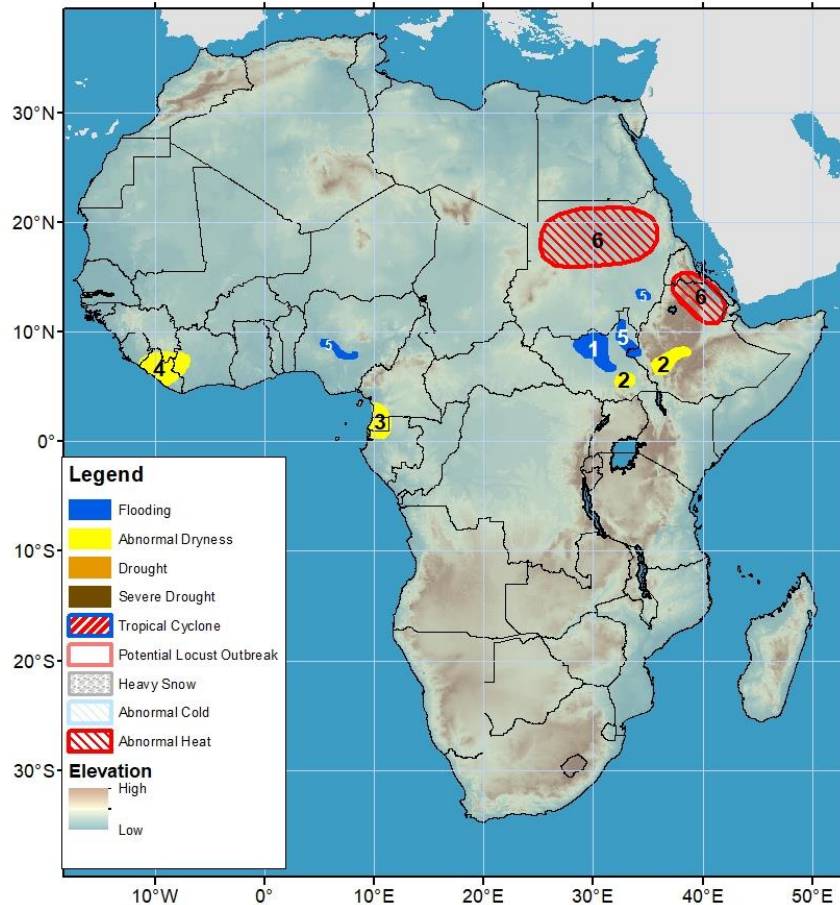 30°N
20°N
6
6
5
10°N
5
5
1
4
2
2
3
0°
Legend
Flooding
Abnormal Dryness
10°S
Drought
Severe Drought
Tropical Cyclone
Potential Locust Outbreak
20°S
Heavy Snow
Abnormal Cold
Abnormal Heat
30°S
Elevation
High
Low
10°W 0° 10°E 20°E 30°E 40°E 50°E